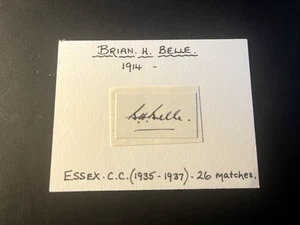 BRIAN. H. BELLE.
1914 -
B.H.Belle.
ESSEX. C.C. (1935-1937). 26 matches.